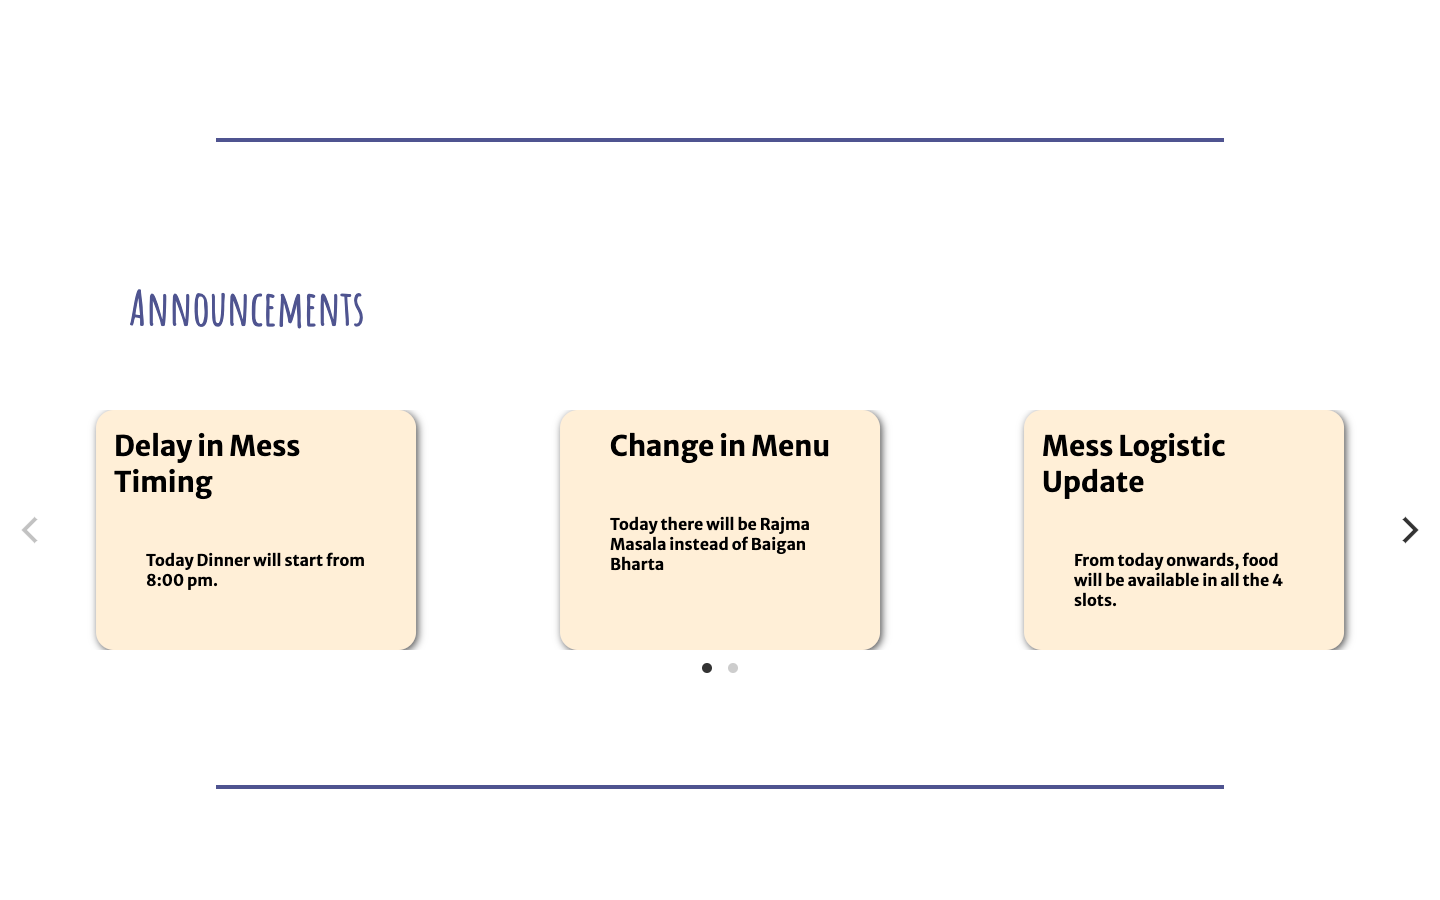 Announcements
Delay in Mess
Timing
Today Dinner will start from
8:00 pm.
Change in Menu
Today there will be Rajma
Masala instead of Baigan
Bharta
Mess Logistic
Update
From today onwards, food
will be available in all the 4
slots.